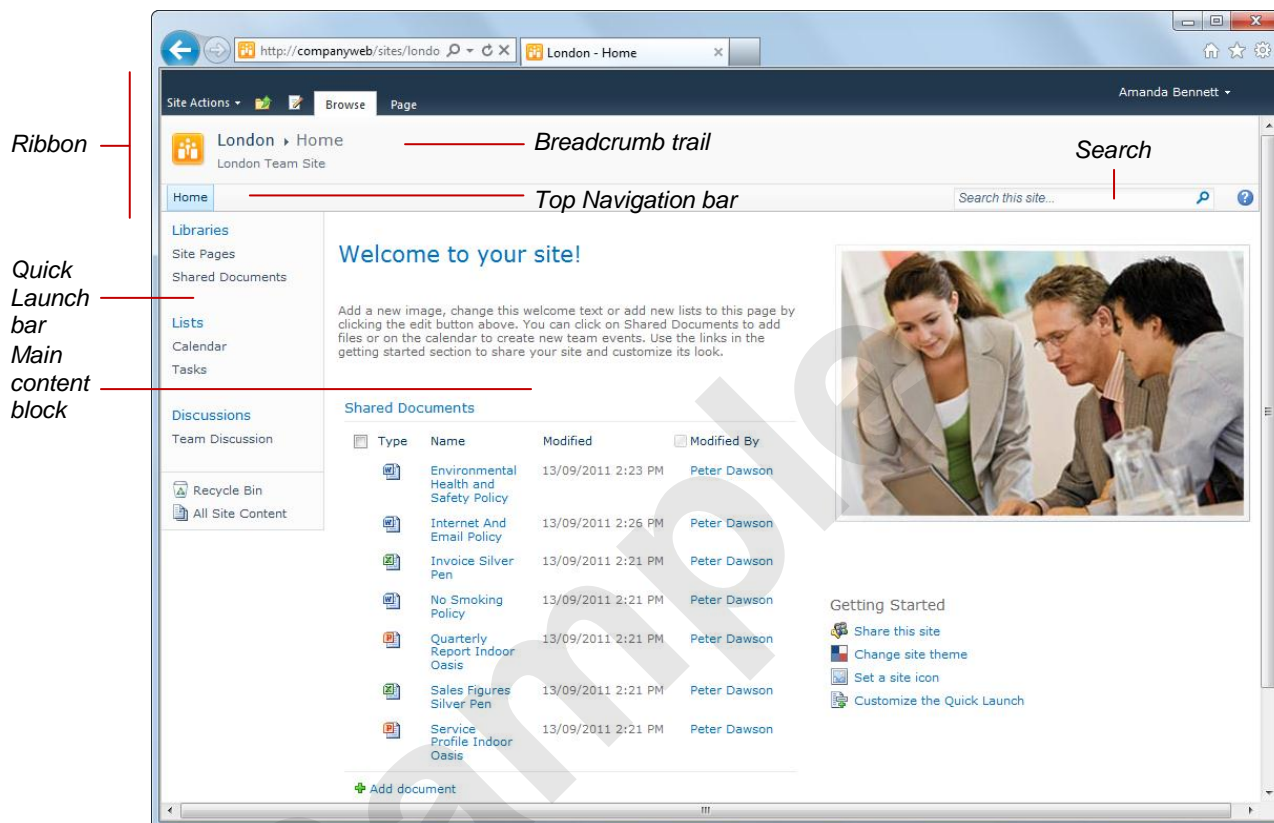 http://companyweb/sites/londo
London - Home
Amanda Bennett
Site Actions
Browse
Page
Ribbon
London ▸ Home
London Team Site
Breadcrumb trail
Search
Home
Top Navigation bar
Search this site...
Quick
Launch
bar
Main
content
block
Libraries
Site Pages
Shared Documents
Lists
Calendar
Tasks
Discussions
Team Discussion
Recycle Bin
All Site Content
Welcome to your site!
Add a new image, change this welcome text or add new lists to this page by
clicking the edit button above. You can click on Shared Documents to add
files or on the calendar to create new team events. Use the links in the
getting started section to share your site and customize its look.
Shared Documents
Type Name Modified Modified By
Environmental 13/09/2011 2:23 PM Peter Dawson
Health and
Safety Policy
Internet And 13/09/2011 2:26 PM Peter Dawson
Email Policy
Invoice Silver 13/09/2011 2:21 PM Peter Dawson
Pen
No Smoking 13/09/2011 2:21 PM Peter Dawson
Policy
Quarterly 13/09/2011 2:21 PM Peter Dawson
Report Indoor
Oasis
Sales Figures 13/09/2011 2:21 PM Peter Dawson
Silver Pen
Service 13/09/2011 2:21 PM Peter Dawson
Profile Indoor
Oasis
Add document
Getting Started
Share this site
Change site theme
Set a site icon
Customize the Quick Launch
ample